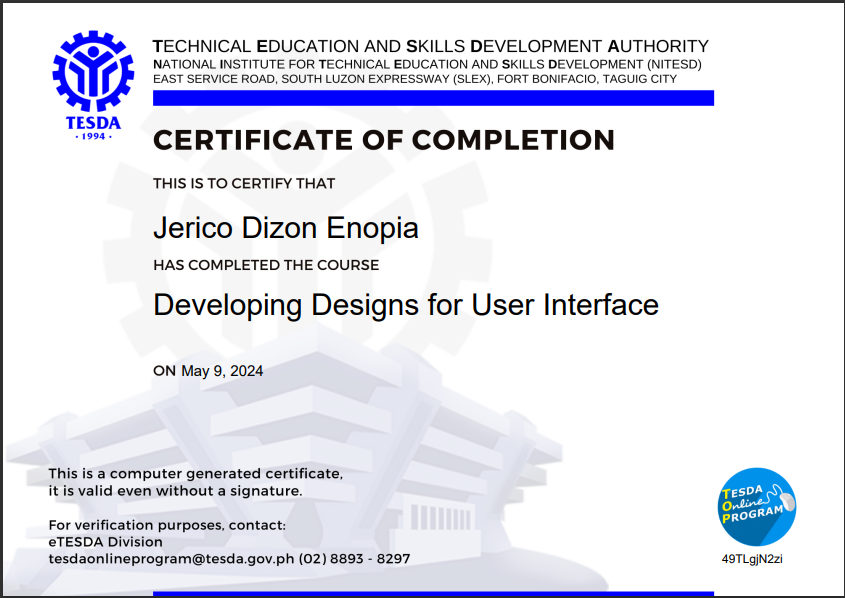 TECHNICAL EDUCATION AND SKILLS DEVELOPMENT AUTHORITY
NATIONAL INSTITUTE FOR TECHNICAL EDUCATION AND SKILLS DEVELOPMENT (NITESD)
EAST SERVICE ROAD, SOUTH LUZON EXPRESSWAY (SLEX), FORT BONIFACIO, TAGUIG CITY
TESDA
· 1994 ·
CERTIFICATE OF COMPLETION
THIS IS TO CERTIFY THAT
Jerico Dizon Enopia
HAS COMPLETED THE COURSE
Developing Designs for User Interface
ON May 9, 2024
This is a computer generated certificate,
it is valid even without a signature.
For verification purposes, contact:
eTESDA Division
tesdaonlineprogram@tesda.gov.ph (02) 8893 - 8297
TESDA
Online
PROGRAM
49TLgjN2zi